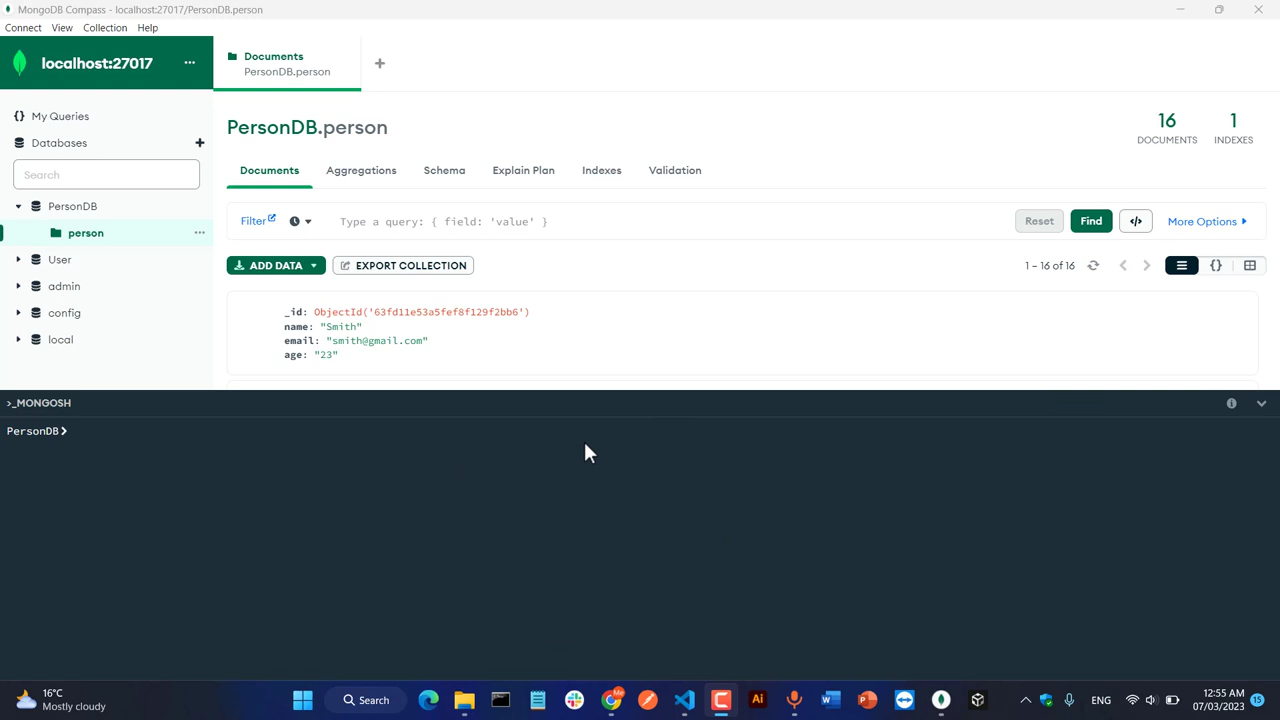 MongoDB Compass - localhost:27017/PersonDB.person
Connect View Collection Help
localhost:27017 ...
Documents
PersonDB.person
+
{} My Queries
Databases +
Search
PersonDB
person ...
User
admin
config
local
PersonDB.person
16
DOCUMENTS
1
INDEXES
Documents Aggregations Schema Explain Plan Indexes Validation
Filter Type a query: { field: 'value' } Reset Find </> More Options
ADD DATA EXPORT COLLECTION 1 – 16 of 16 {}
_id: ObjectId('63fd11e53a5fef8f129f2bb6')
name: "Smith"
email: "smith@gmail.com"
age: "23"
>_MONGOSH
PersonDB>
16°C
Mostly cloudy
Search
Me
Ai
ENG
12:55 AM
07/03/2023
15